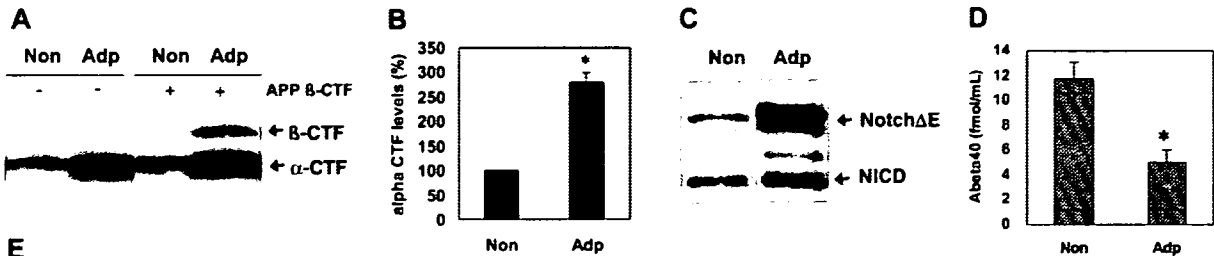 A
Non Adp Non Adp
- - + + APP ß-CTF
ß-CTF
α-CTF
B
alpha CTF levels (%)
350
300
250
200
150
100
50
0
Non Adp
*
C
Non Adp
NotchΔE
NICD
D
Abeta40 (fmol/mL)
14
12
10
8
6
4
2
0
Non Adp
*
E